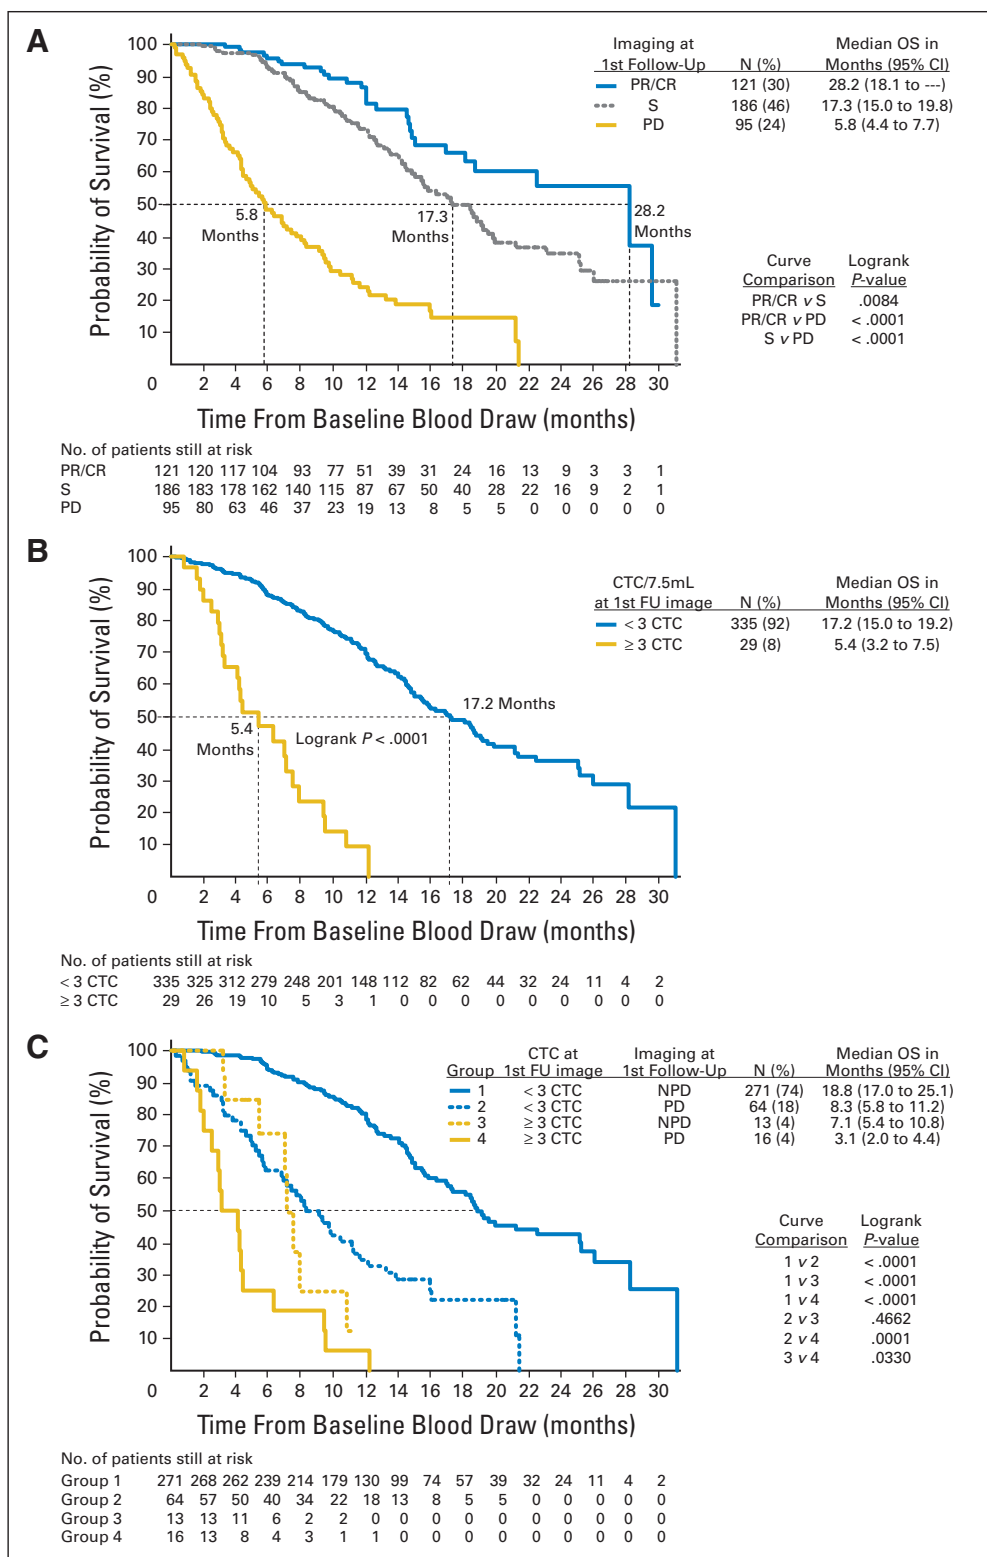 A
Imaging at 1st Follow-Up N (%) Median OS in Months (95% CI)
PR/CR 121 (30) 28.2 (18.1 to ---)
S 186 (46) 17.3 (15.0 to 19.8)
PD 95 (24) 5.8 (4.4 to 7.7)
Probability of Survival (%)
100
90
80
70
60
50
40
30
20
10
5.8 Months
17.3 Months
28.2 Months
Curve Comparison Logrank P-value
PR/CR v S .0084
PR/CR v PD < .0001
S v PD < .0001
0 2 4 6 8 10 12 14 16 18 20 22 24 26 28 30
Time From Baseline Blood Draw (months)
No. of patients still at risk
PR/CR 121 120 117 104 93 77 51 39 31 24 16 13 9 3 3 1
S 186 183 178 162 140 115 87 67 50 40 28 22 16 9 2 1
PD 95 80 63 46 37 23 19 13 8 5 5 0 0 0 0 0
B
CTC/7.5mL at 1st FU image N (%) Median OS in Months (95% CI)
< 3 CTC 335 (92) 17.2 (15.0 to 19.2)
≥ 3 CTC 29 (8) 5.4 (3.2 to 7.5)
Probability of Survival (%)
100
90
80
70
60
50
40
30
20
10
17.2 Months
5.4 Months
Logrank P < .0001
0 2 4 6 8 10 12 14 16 18 20 22 24 26 28 30
Time From Baseline Blood Draw (months)
No. of patients still at risk
< 3 CTC 335 325 312 279 248 201 148 112 82 62 44 32 24 11 4 2
≥ 3 CTC 29 26 19 10 5 3 1 0 0 0 0 0 0 0 0 0
C
Group CTC at 1st FU image Imaging at 1st Follow-Up N (%) Median OS in Months (95% CI)
1 < 3 CTC NPD 271 (74) 18.8 (17.0 to 25.1)
2 < 3 CTC PD 64 (18) 8.3 (5.8 to 11.2)
3 ≥ 3 CTC NPD 13 (4) 7.1 (5.4 to 10.8)
4 ≥ 3 CTC PD 16 (4) 3.1 (2.0 to 4.4)
Probability of Survival (%)
100
90
80
70
60
50
40
30
20
10
Curve Comparison Logrank P-value
1 v 2 < .0001
1 v 3 < .0001
1 v 4 < .0001
2 v 3 .4662
2 v 4 .0001
3 v 4 .0330
0 2 4 6 8 10 12 14 16 18 20 22 24 26 28 30
Time From Baseline Blood Draw (months)
No. of patients still at risk
Group 1 271 268 262 239 214 179 130 99 74 57 39 32 24 11 4 2
Group 2 64 57 50 40 34 22 18 13 8 5 5 0 0 0 0 0
Group 3 13 13 11 6 2 2 0 0 0 0 0 0 0 0 0 0
Group 4 16 13 8 4 3 1 1 0 0 0 0 0 0 0 0 0